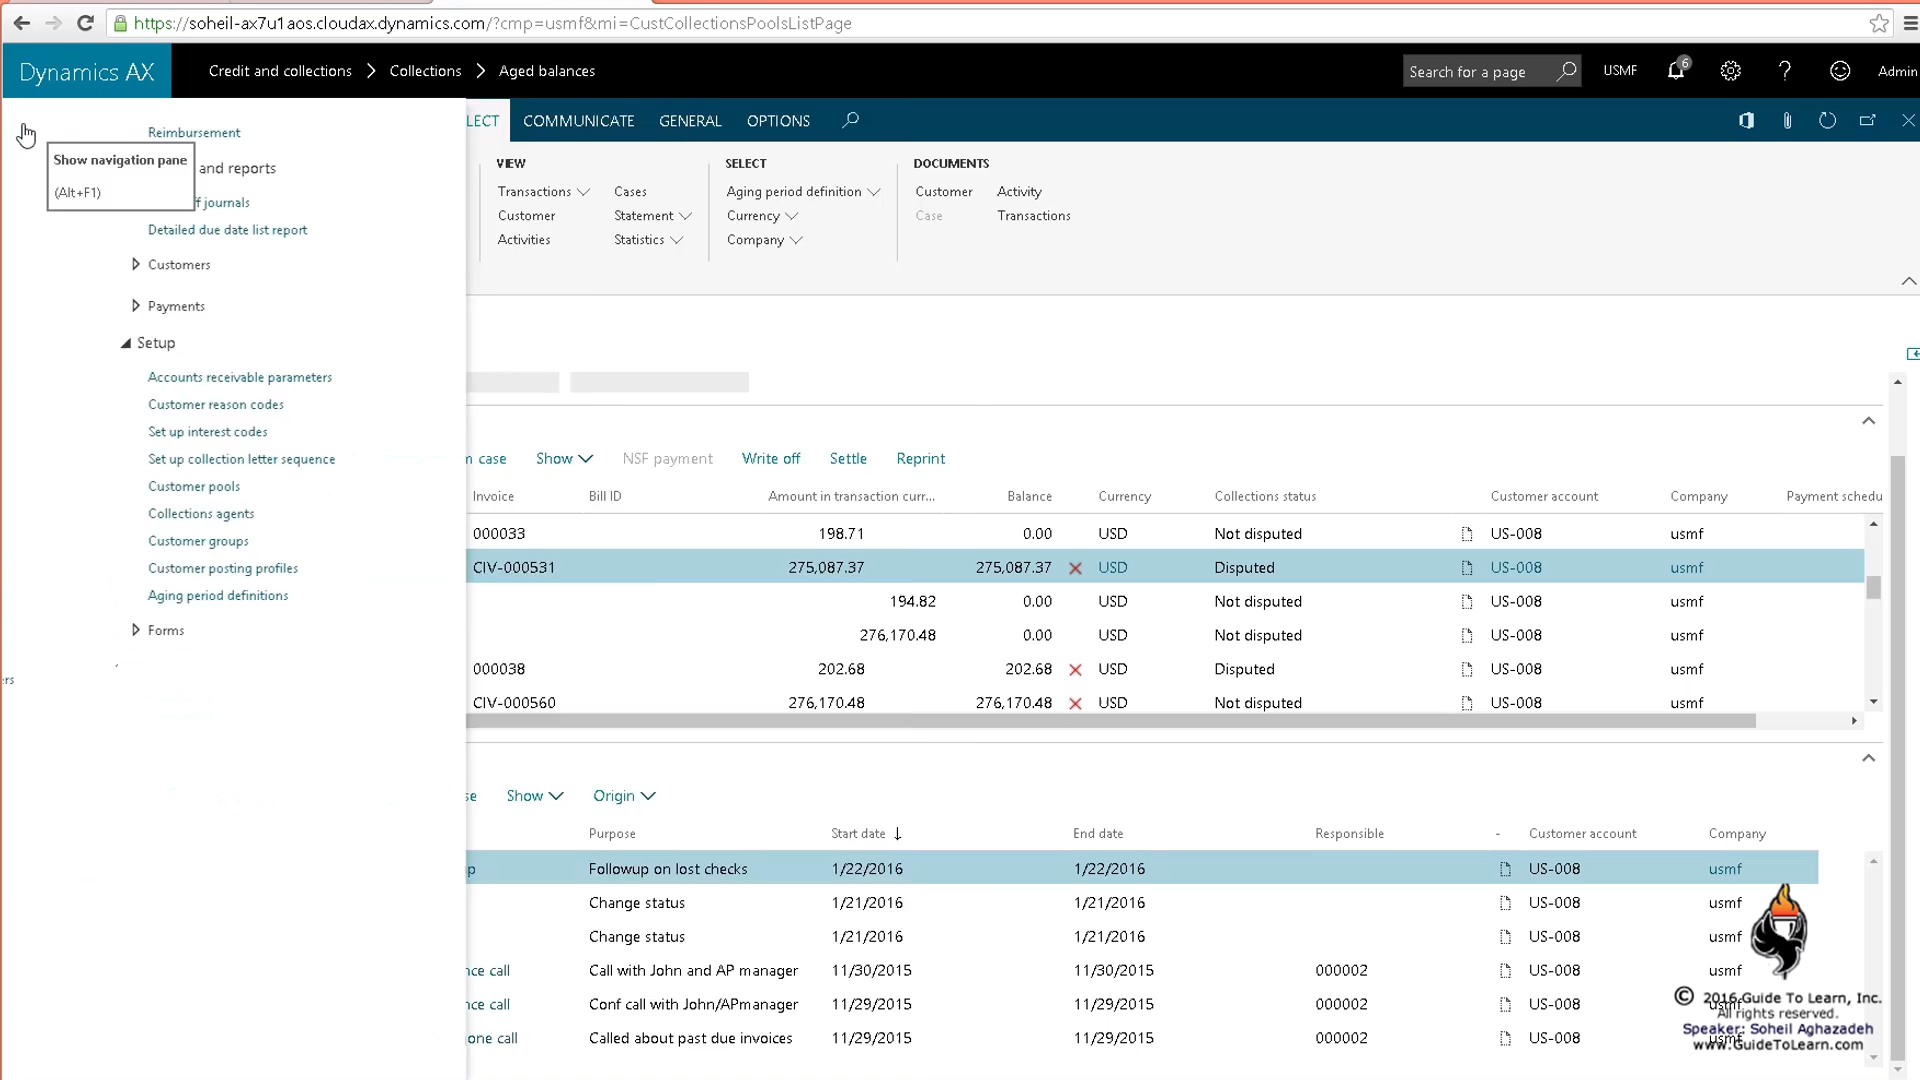 https://soheil-ax7u1aos.cloudax.dynamics.com/?cmp=usmf&mi=CustCollectionsPoolsListPage
Dynamics AX
Credit and collections > Collections > Aged balances
Search for a page
USMF
6
?
Admin
LECT COMMUNICATE GENERAL OPTIONS
Reimbursement
Show navigation pane
(Alt+F1)
and reports
ff journals
Detailed due date list report
Customers
Payments
Setup
Accounts receivable parameters
Customer reason codes
Set up interest codes
Set up collection letter sequence
Customer pools
Collections agents
Customer groups
Customer posting profiles
Aging period definitions
Forms
ers
VIEW
Transactions
Cases
Customer
Statement
Activities
Statistics
SELECT
Aging period definition
Currency
Company
DOCUMENTS
Customer Activity
Case Transactions
m case Show NSF payment Write off Settle Reprint
Invoice Bill ID Amount in transaction curr... Balance Currency Collections status Customer account Company Payment schedu
000033 198.71 0.00 USD Not disputed US-008 usmf
CIV-000531 275,087.37 275,087.37 USD Disputed US-008 usmf
194.82 0.00 USD Not disputed US-008 usmf
276,170.48 0.00 USD Not disputed US-008 usmf
000038 202.68 202.68 USD Disputed US-008 usmf
CIV-000560 276,170.48 276,170.48 USD Not disputed US-008 usmf
se Show Origin
Purpose Start date End date Responsible - Customer account Company
p Followup on lost checks 1/22/2016 1/22/2016 US-008 usmf
Change status 1/21/2016 1/21/2016 US-008 usmf
Change status 1/21/2016 1/21/2016 US-008 usmf
nce call Call with John and AP manager 11/30/2015 11/30/2015 000002 US-008 usmf
nce call Conf call with John/APmanager 11/29/2015 11/29/2015 000002 US-008 usmf
one call Called about past due invoices 11/29/2015 11/29/2015 000002 US-008 usmf
© 2016 Guide To Learn, Inc.
All rights reserved.
Speaker: Soheil Aghazadeh
www.GuideToLearn.com